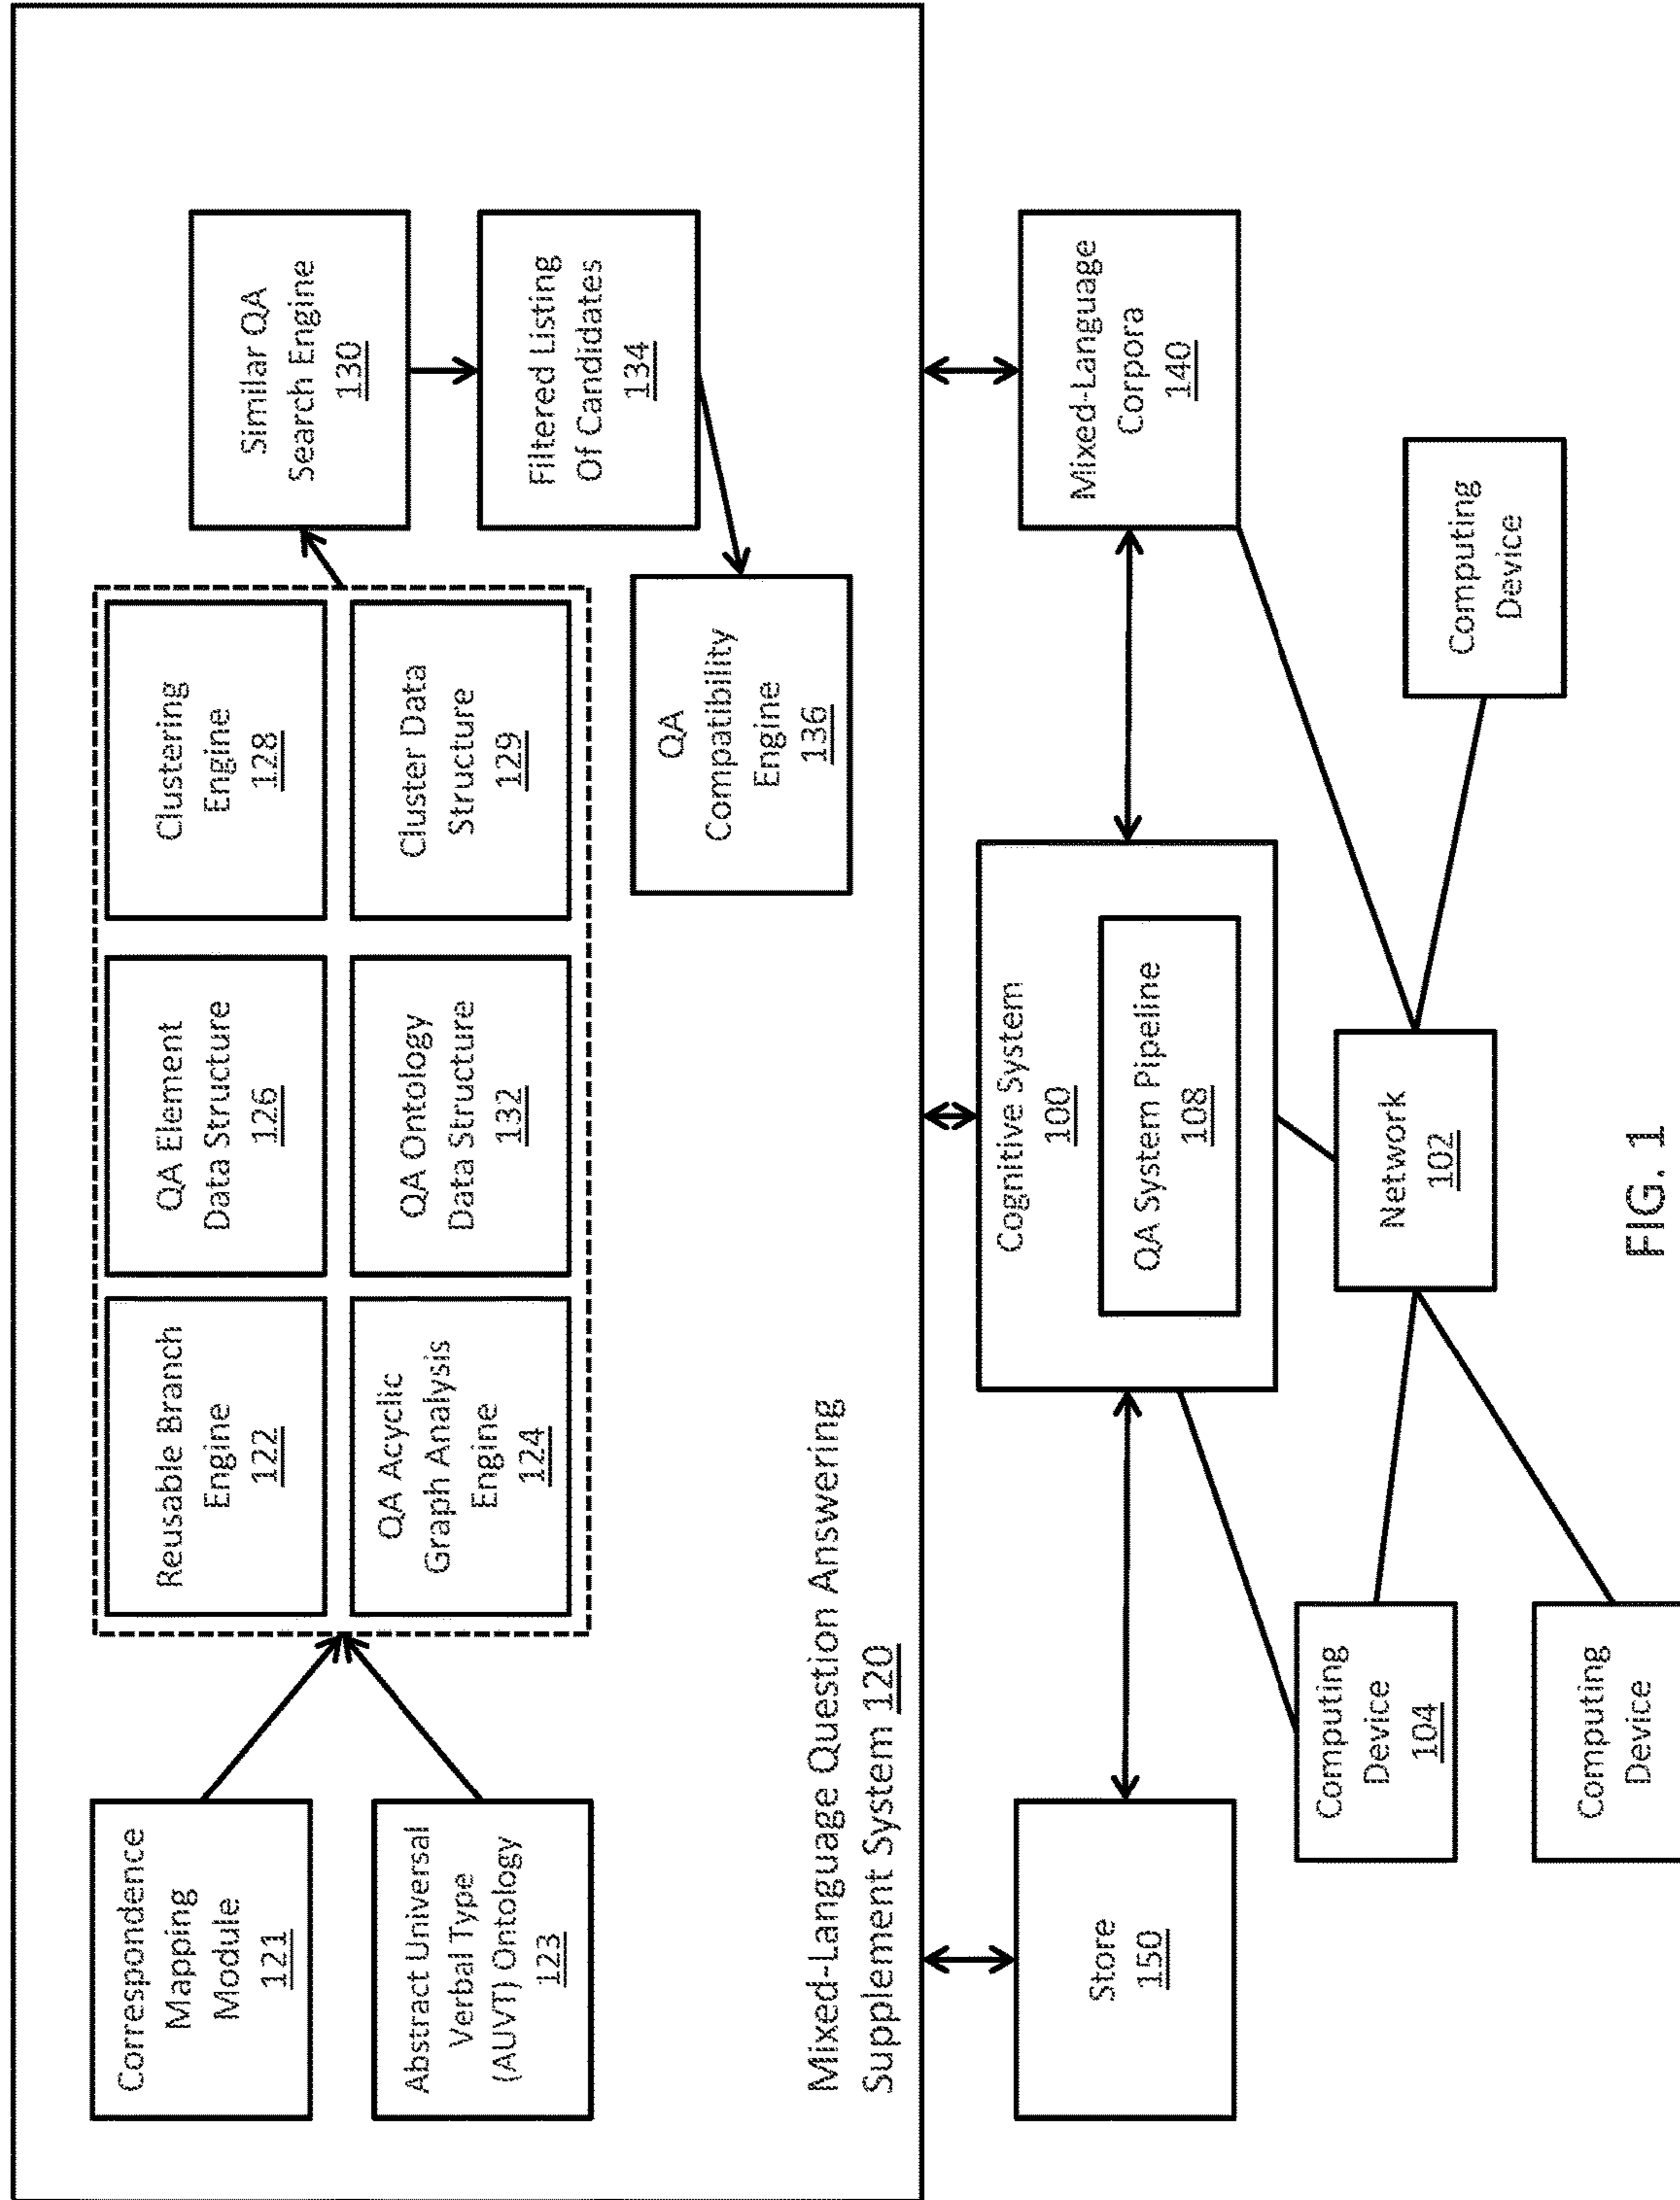 Correspondence
Mapping
Module
121
Abstract Universal
Verbal Type
(AUVT) Ontology
123
Reusable Branch
Engine
122
QA Acyclic
Graph Analysis
Engine
124
QA Element
Data Structure
126
QA Ontology
Data Structure
132
Clustering
Engine
128
Cluster Data
Structure
129
Similar QA
Search Engine
130
Filtered Listing
Of Candidates
134
QA
Compatibility
Engine
136
Mixed-Language Question Answering
Supplement System 120
Store
150
Cognitive System
100
QA System Pipeline
108
Mixed-Language
Corpora
140
Computing
Device
104
Network
102
Computing
Device
Computing
Device
FIG. 1